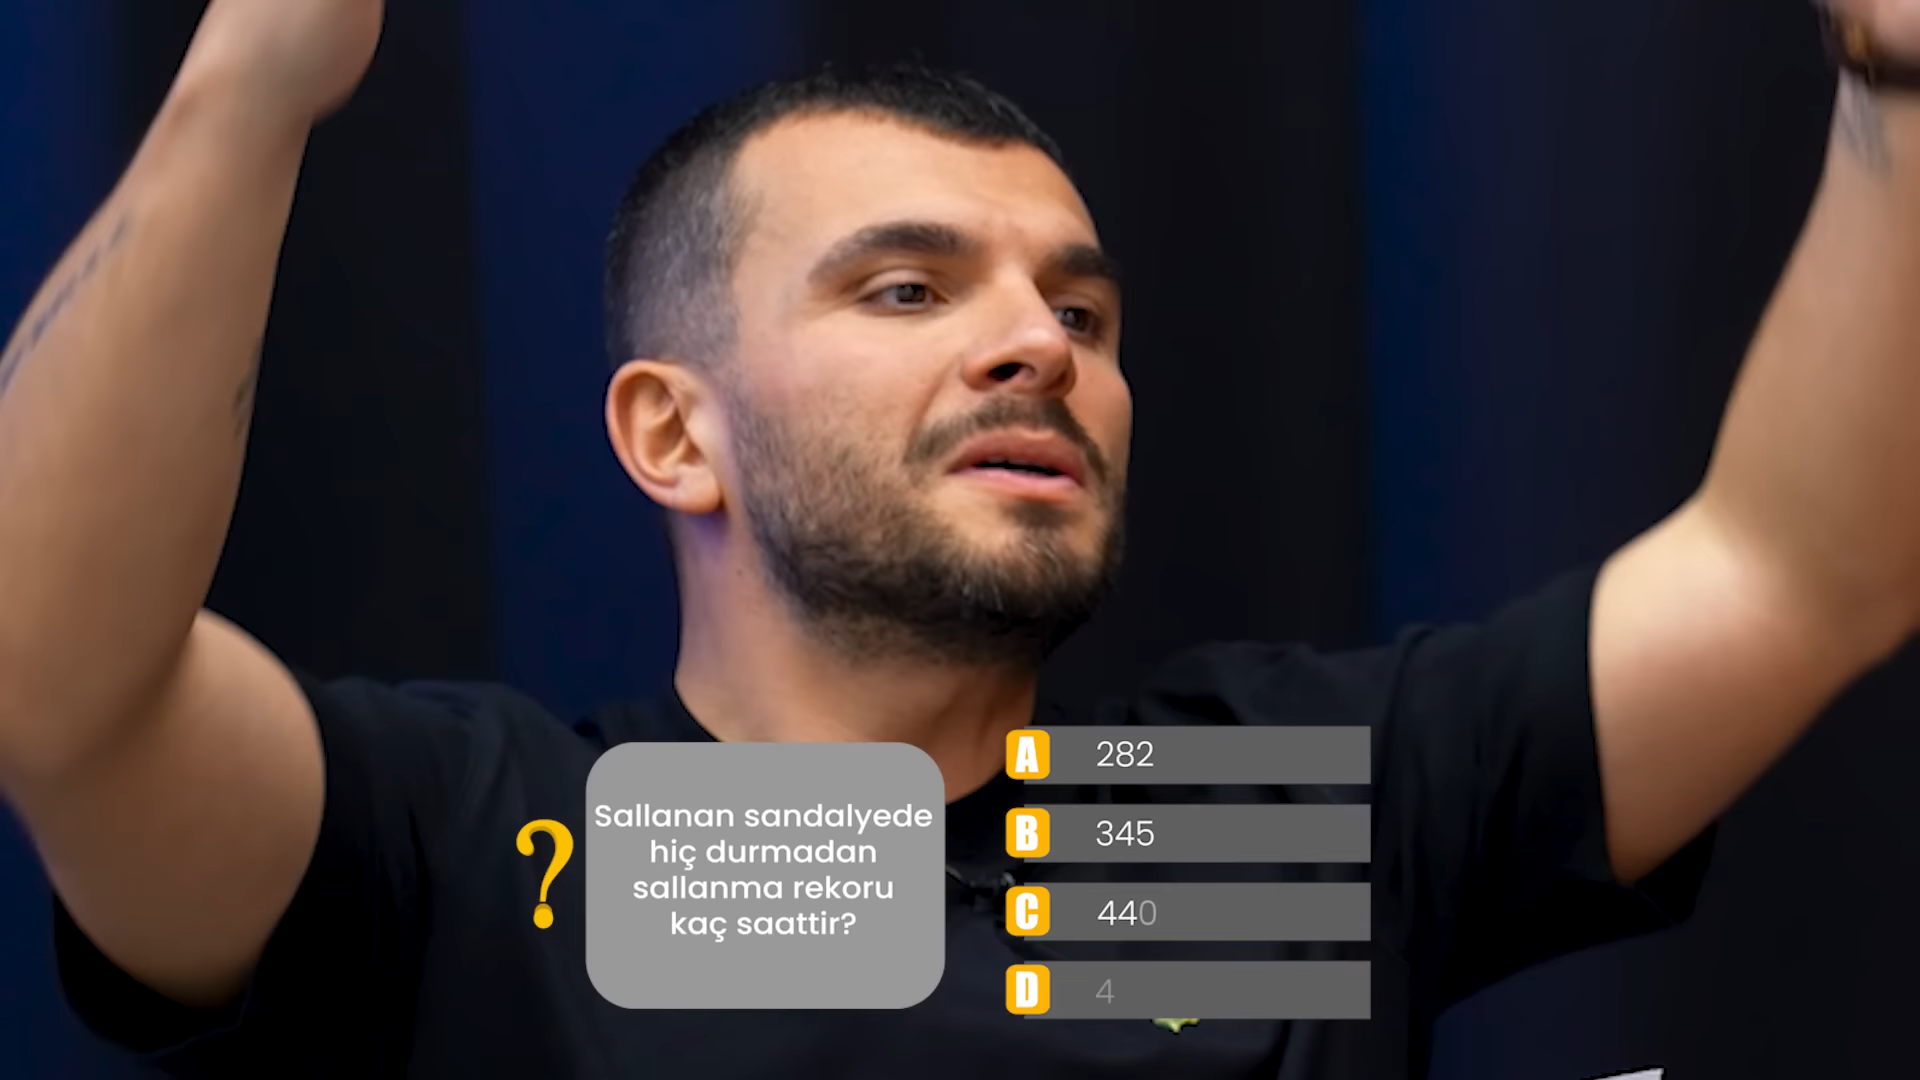 ?
Sallanan sandalyede
hiç durmadan
sallanma rekoru
kaç saattir?
A 282
B 345
C 440
D 4